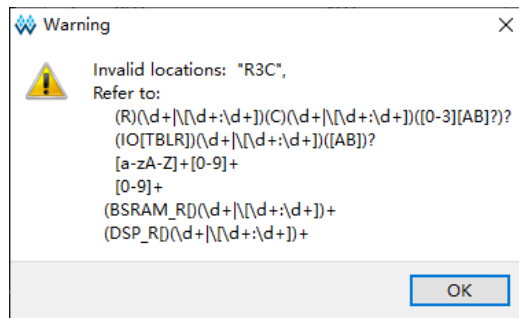 Warning
Invalid locations:  "R3C",
Refer to:
(R)(\d+|\[\d+:\d+])(C)(\d+|\[\d+:\d+])([0-3][AB]?)?
(IO[TBLR])(\d+|\[\d+:\d+])([AB])?
[a-zA-Z]+[0-9]+
[0-9]+
(BSRAM_R[)(\d+|\[\d+:\d+])+
(DSP_R[)(\d+|\[\d+:\d+])+
OK